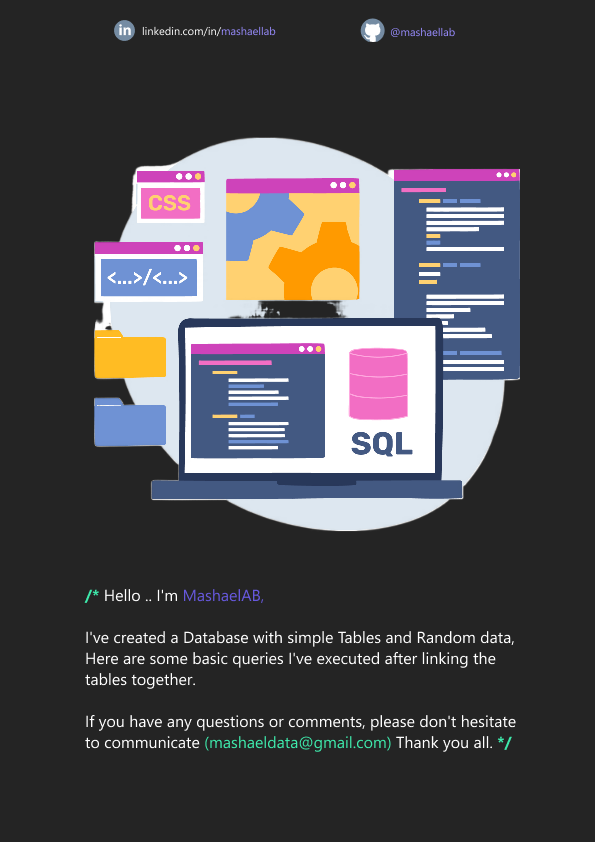 in linkedin.com/in/mashaellab
@mashaellab
CSS
<...>/<...>
SQL
/* Hello .. I'm MashaelAB,
I've created a Database with simple Tables and Random data,
Here are some basic queries I've executed after linking the
tables together.
If you have any questions or comments, please don't hesitate
to communicate (mashaeldata@gmail.com) Thank you all. */